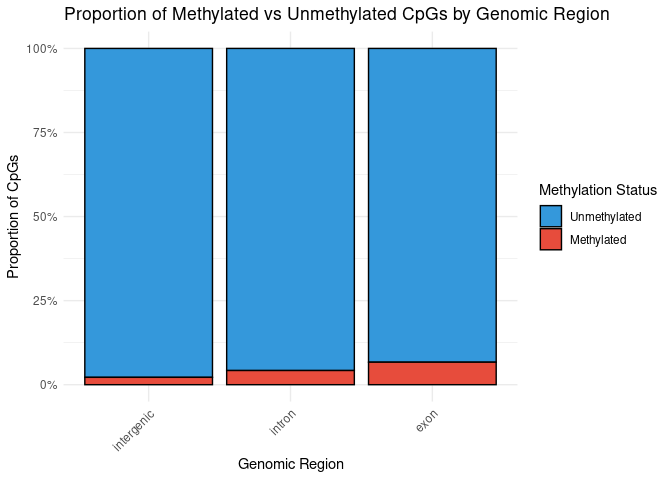 Proportion of Methylated vs Unmethylated CpGs by Genomic Region
Proportion of CpGs
100%
75%
50%
25%
0%
intergenic
intron
exon
Genomic Region
Methylation Status
Unmethylated
Methylated